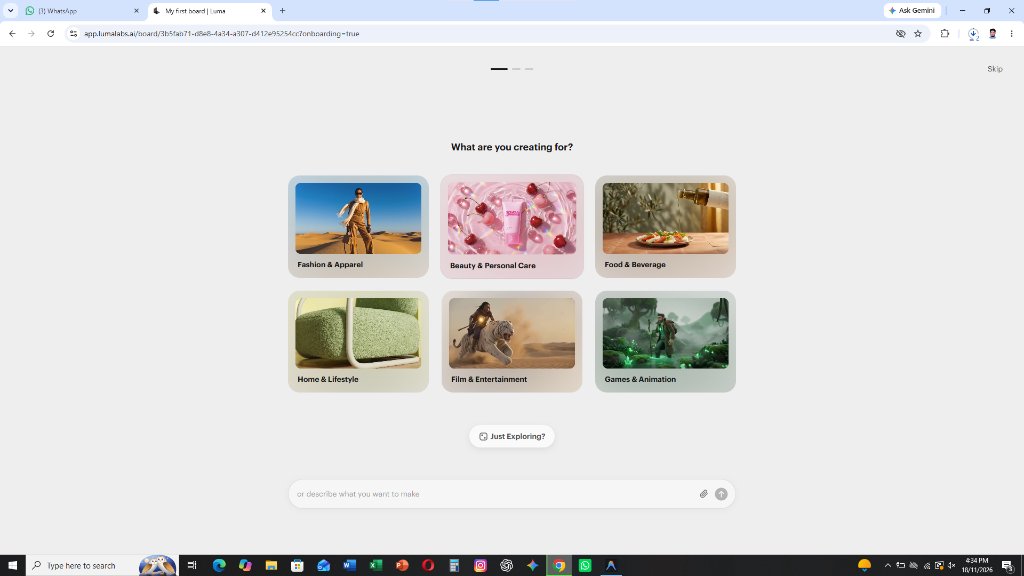 (3) WhatsApp
My first board | Luma
Ask Gemini
app.lumalabs.ai/board/3b5fab71-d8e8-4a34-a307-d412e95254cc?onboarding=true
Skip
What are you creating for?
Fashion & Apparel
Beauty & Personal Care
Food & Beverage
Home & Lifestyle
Film & Entertainment
Games & Animation
Just Exploring?
or describe what you want to make
Type here to search
4:34 PM
18/11/2026